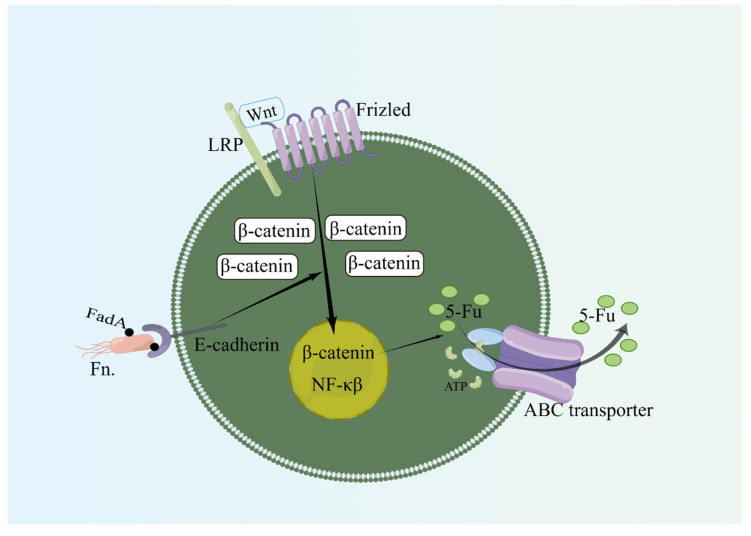 Wnt
Frizled
LRP
β-catenin
β-catenin
β-catenin
β-catenin
5-Fu
5-Fu
FadA
E-cadherin
Fn.
β-catenin
NF-κβ
ATP
ABC transporter